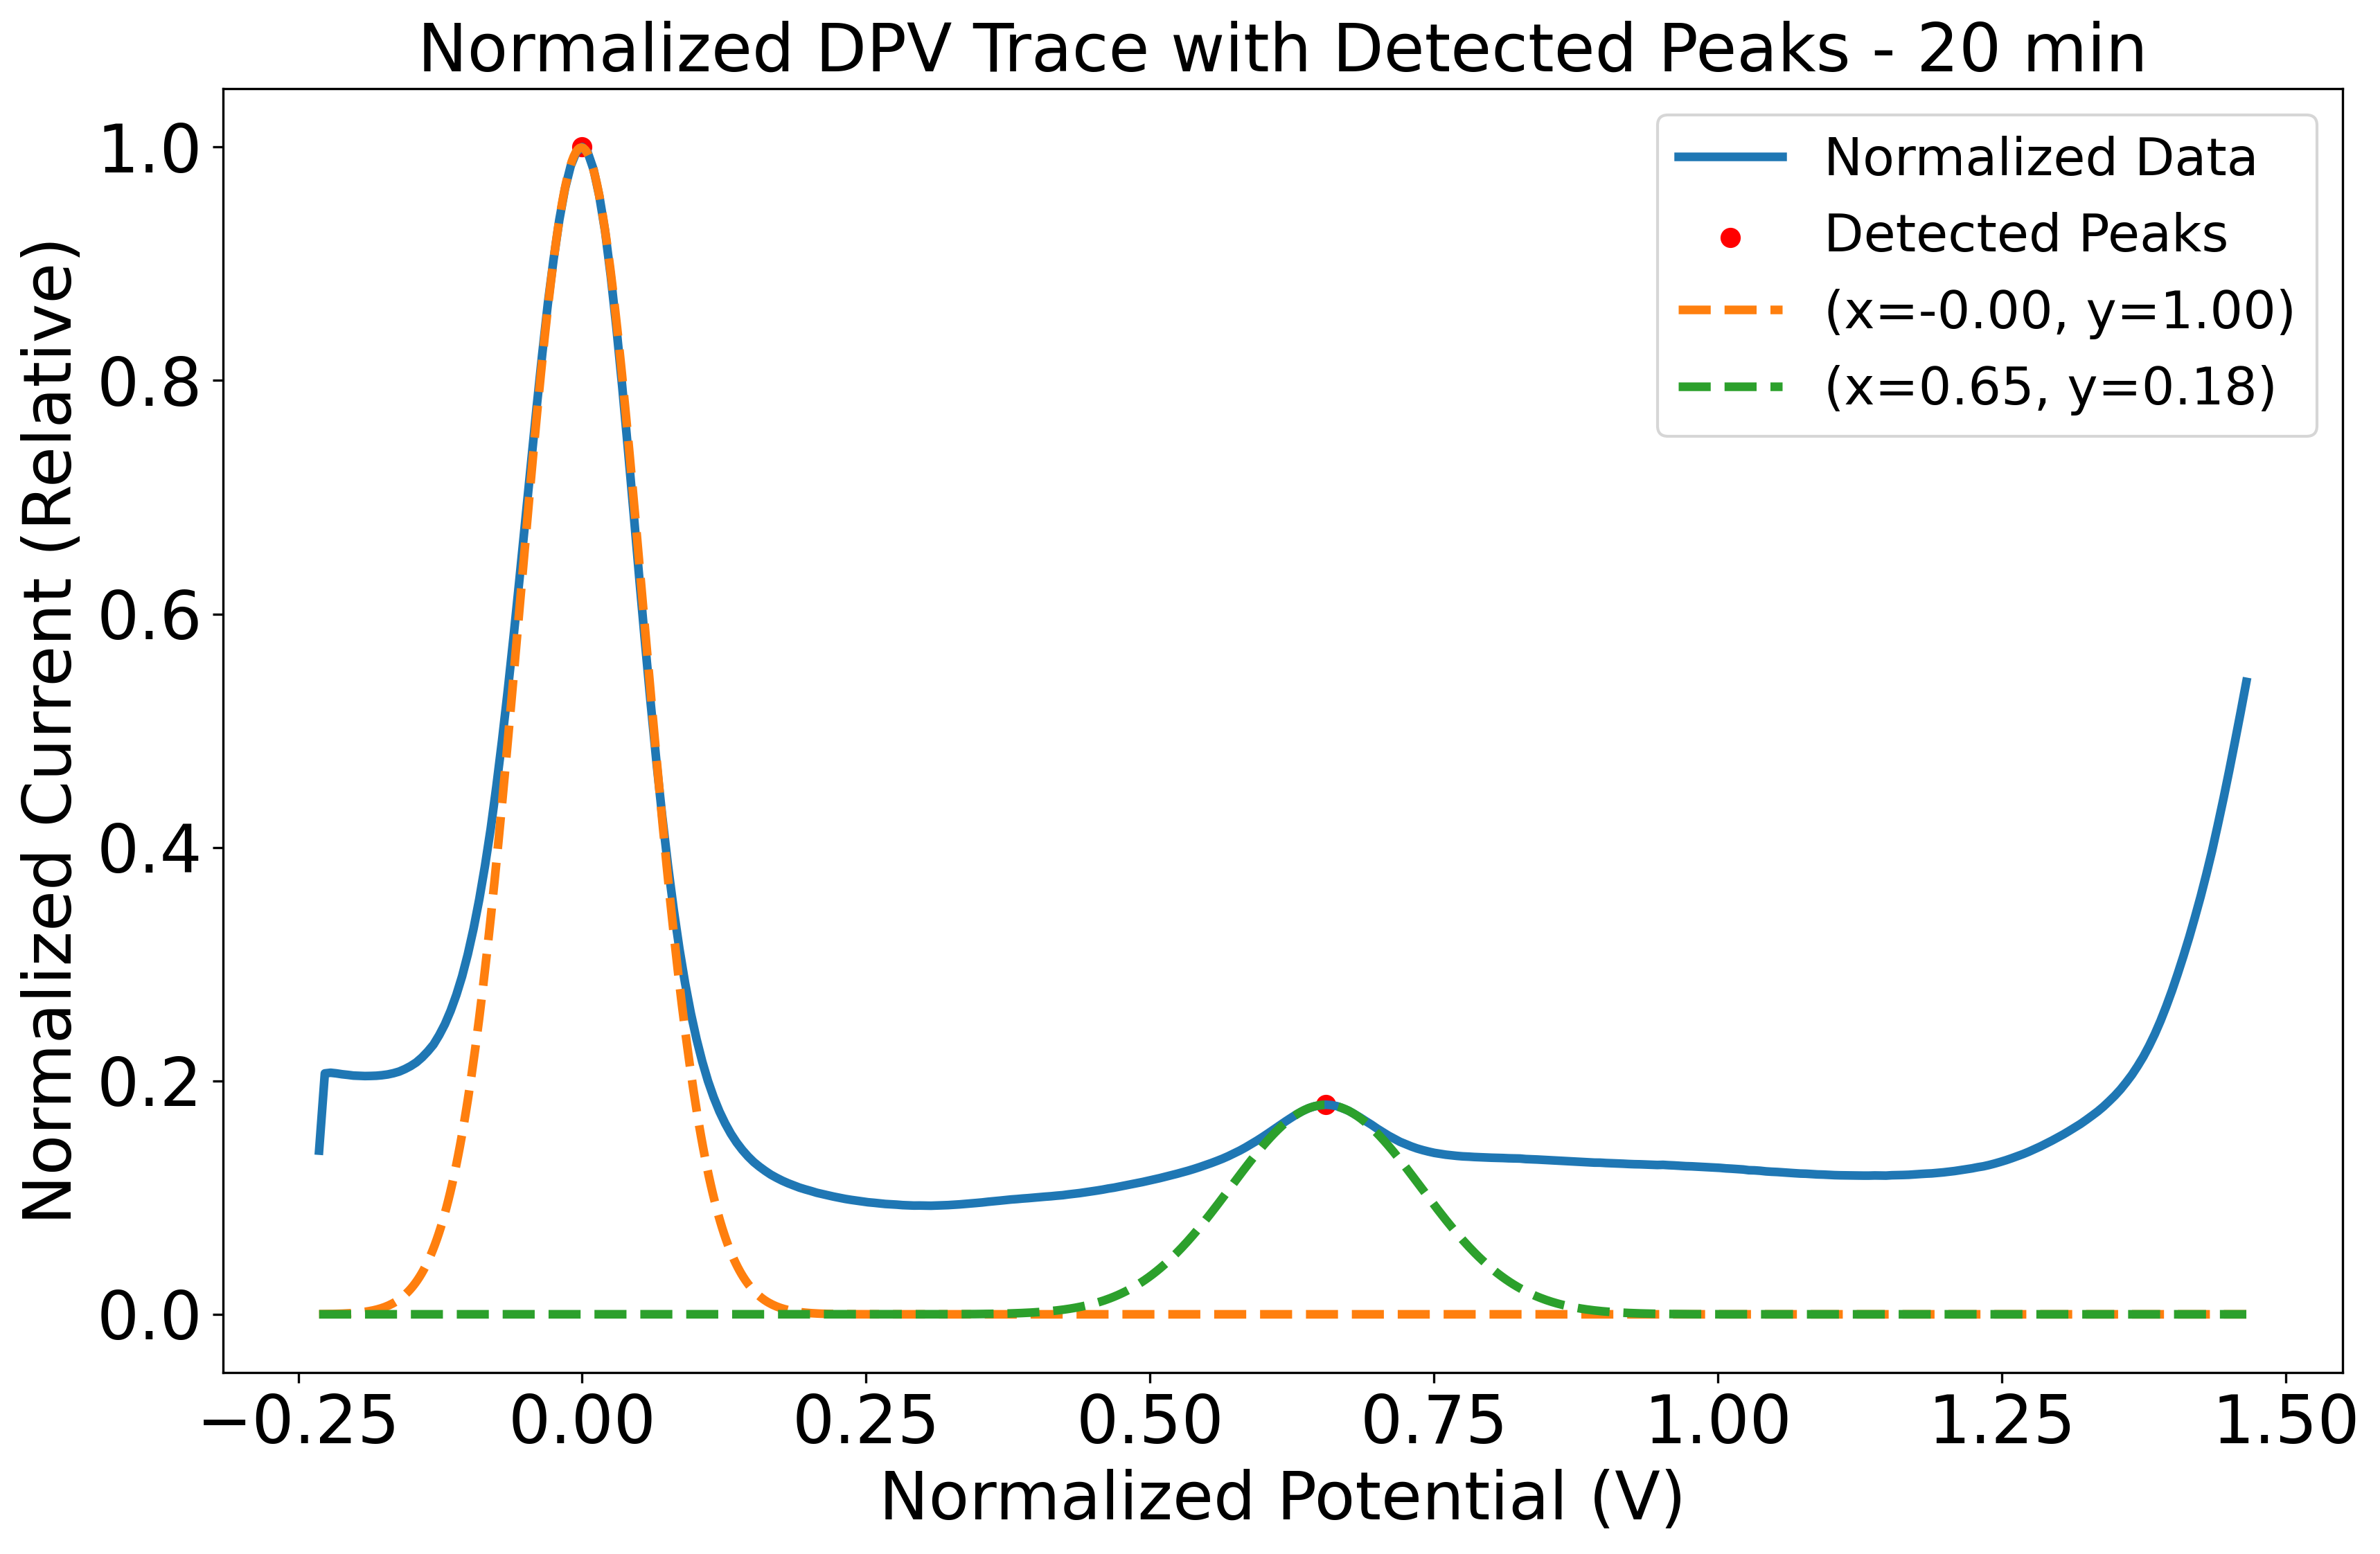 Normalized DPV Trace with Detected Peaks - 20 min
Normalized Current (Relative)
1.0
0.8
0.6
0.4
0.2
0.0
Normalized Data
Detected Peaks
(x=-0.00, y=1.00)
(x=0.65, y=0.18)
−0.25 0.00 0.25 0.50 0.75 1.00 1.25 1.50
Normalized Potential (V)